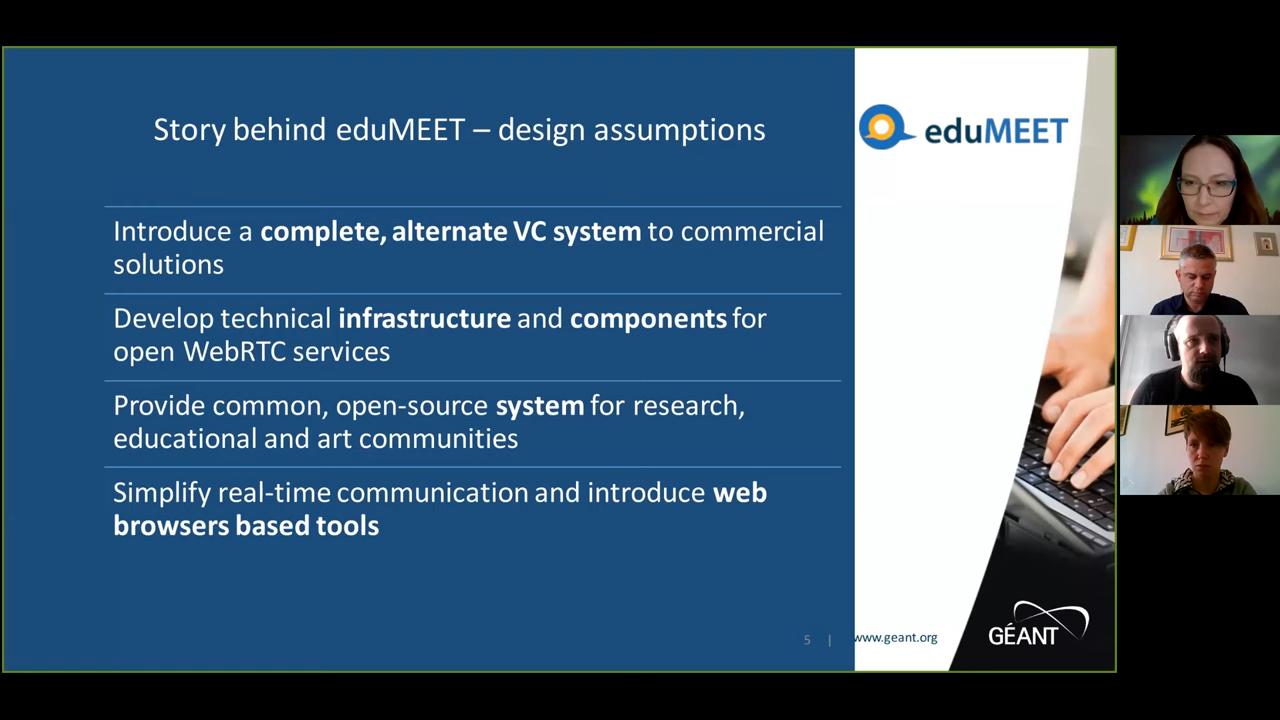 Story behind eduMEET – design assumptions
eduMEET
Introduce a complete, alternate VC system to commercial
solutions
Develop technical infrastructure and components for
open WebRTC services
Provide common, open-source system for research,
educational and art communities
Simplify real-time communication and introduce web
browsers based tools
5 |
www.geant.org
GÉANT